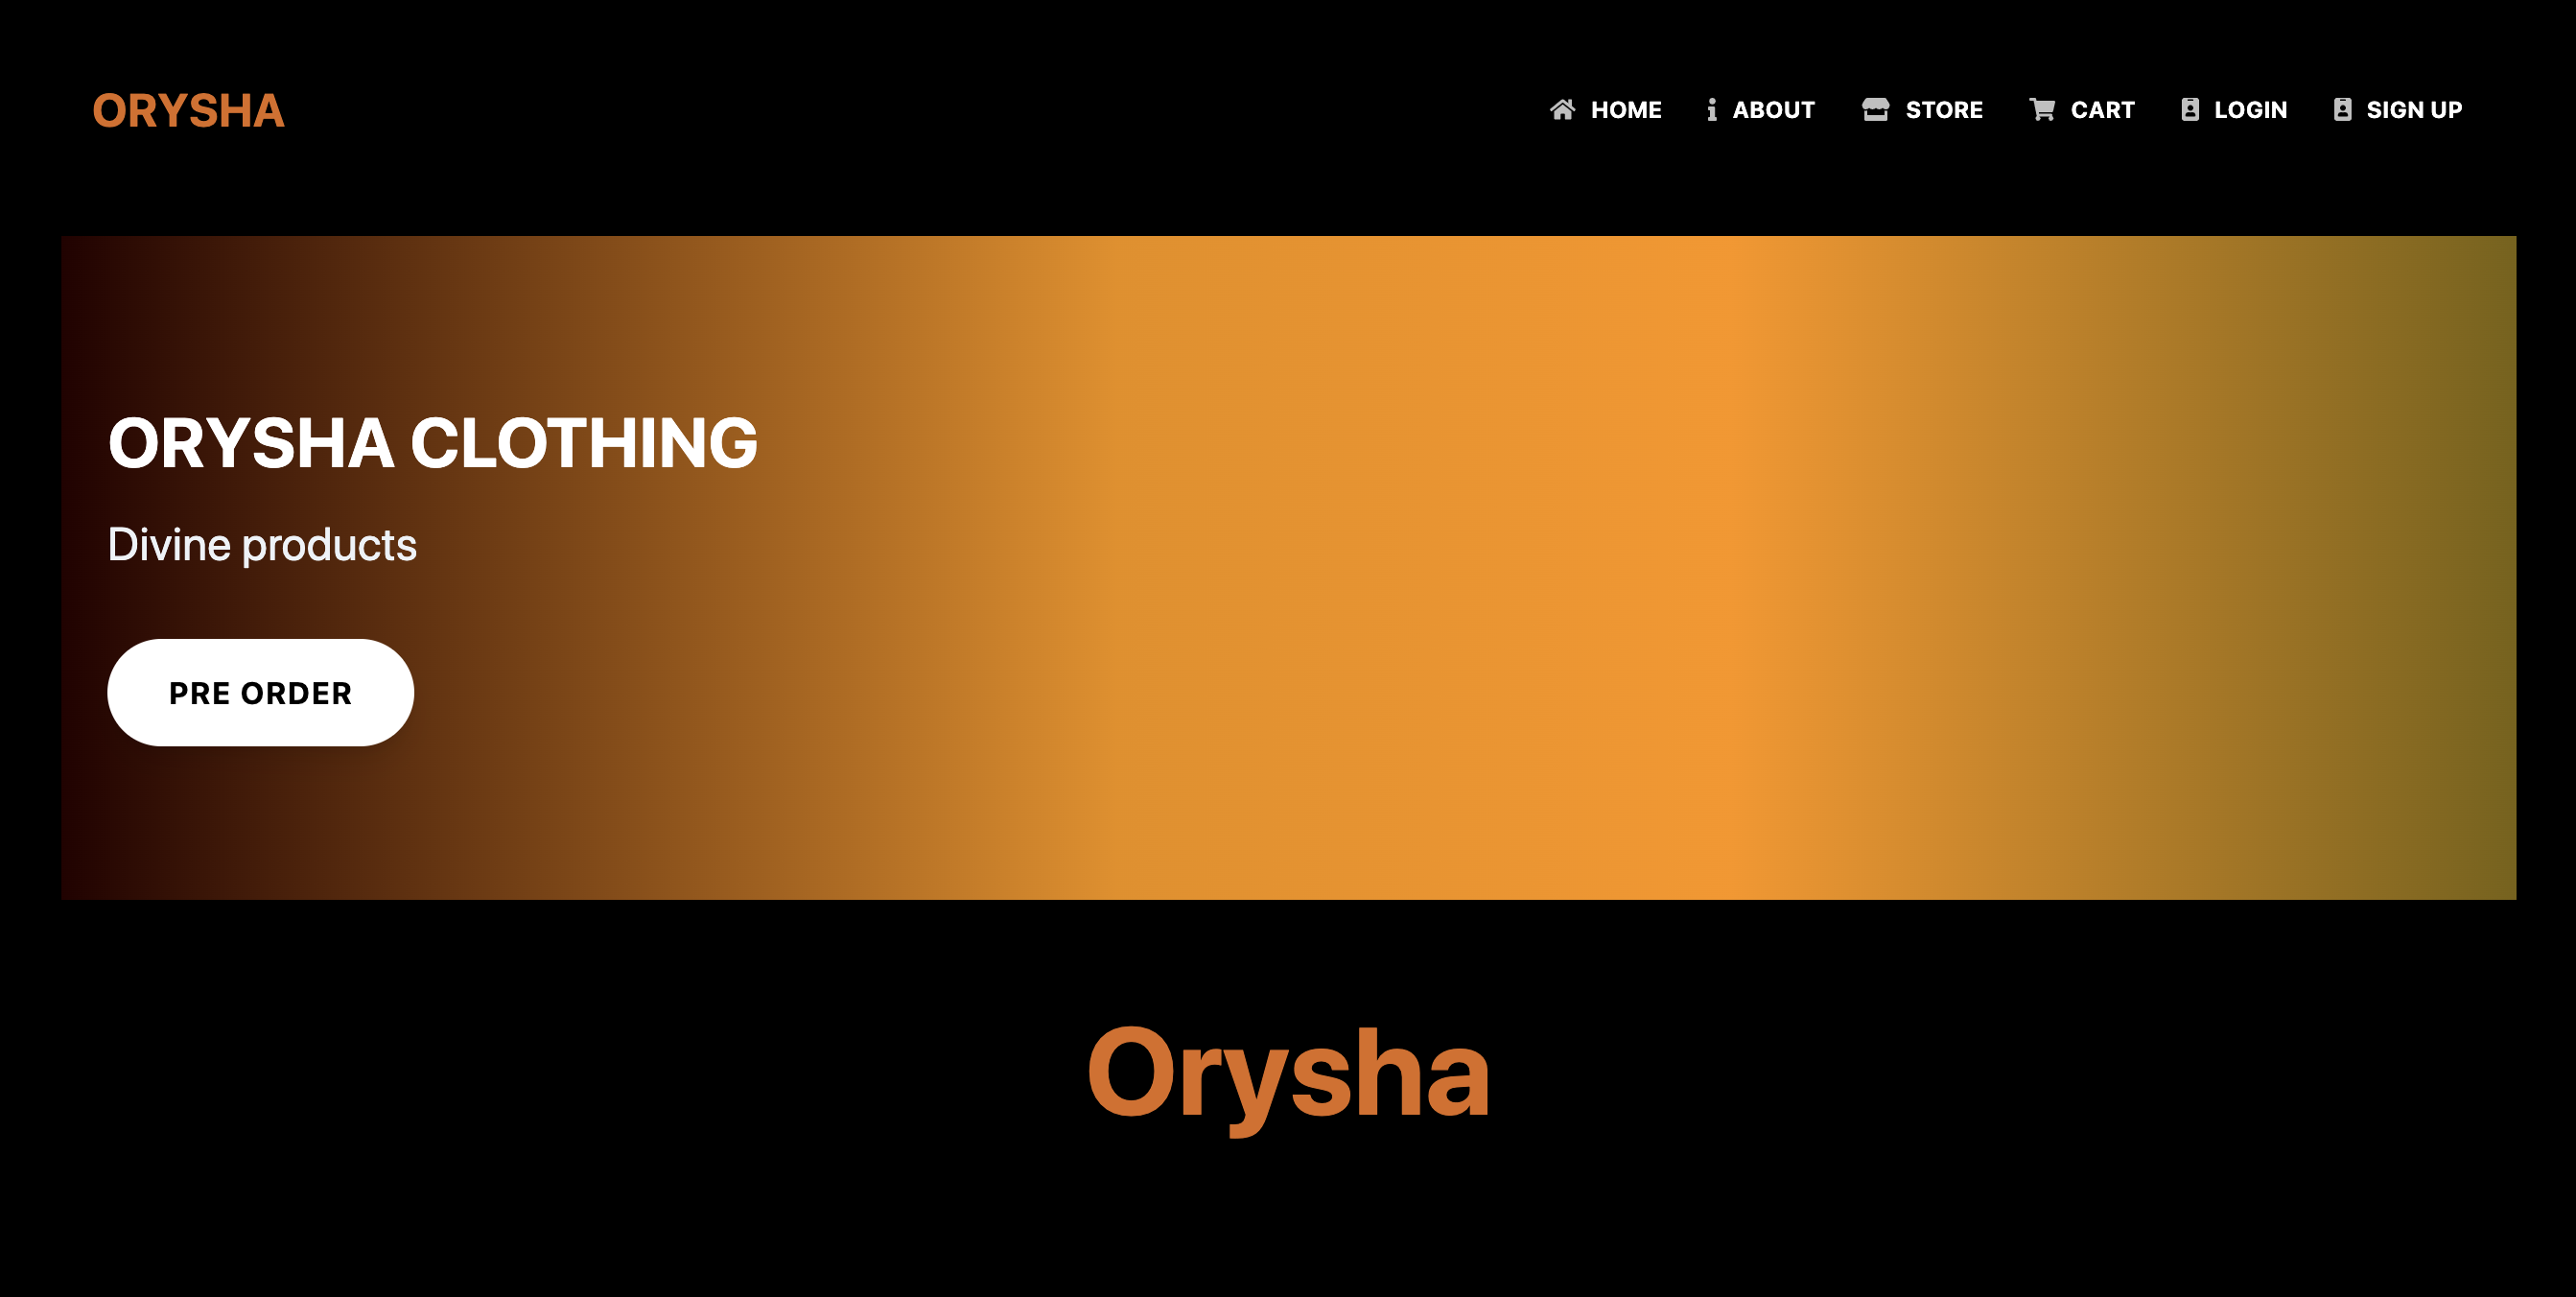 ORYSHA
HOME ABOUT STORE CART LOGIN SIGN UP
ORYSHA CLOTHING
Divine products
PRE ORDER
Orysha